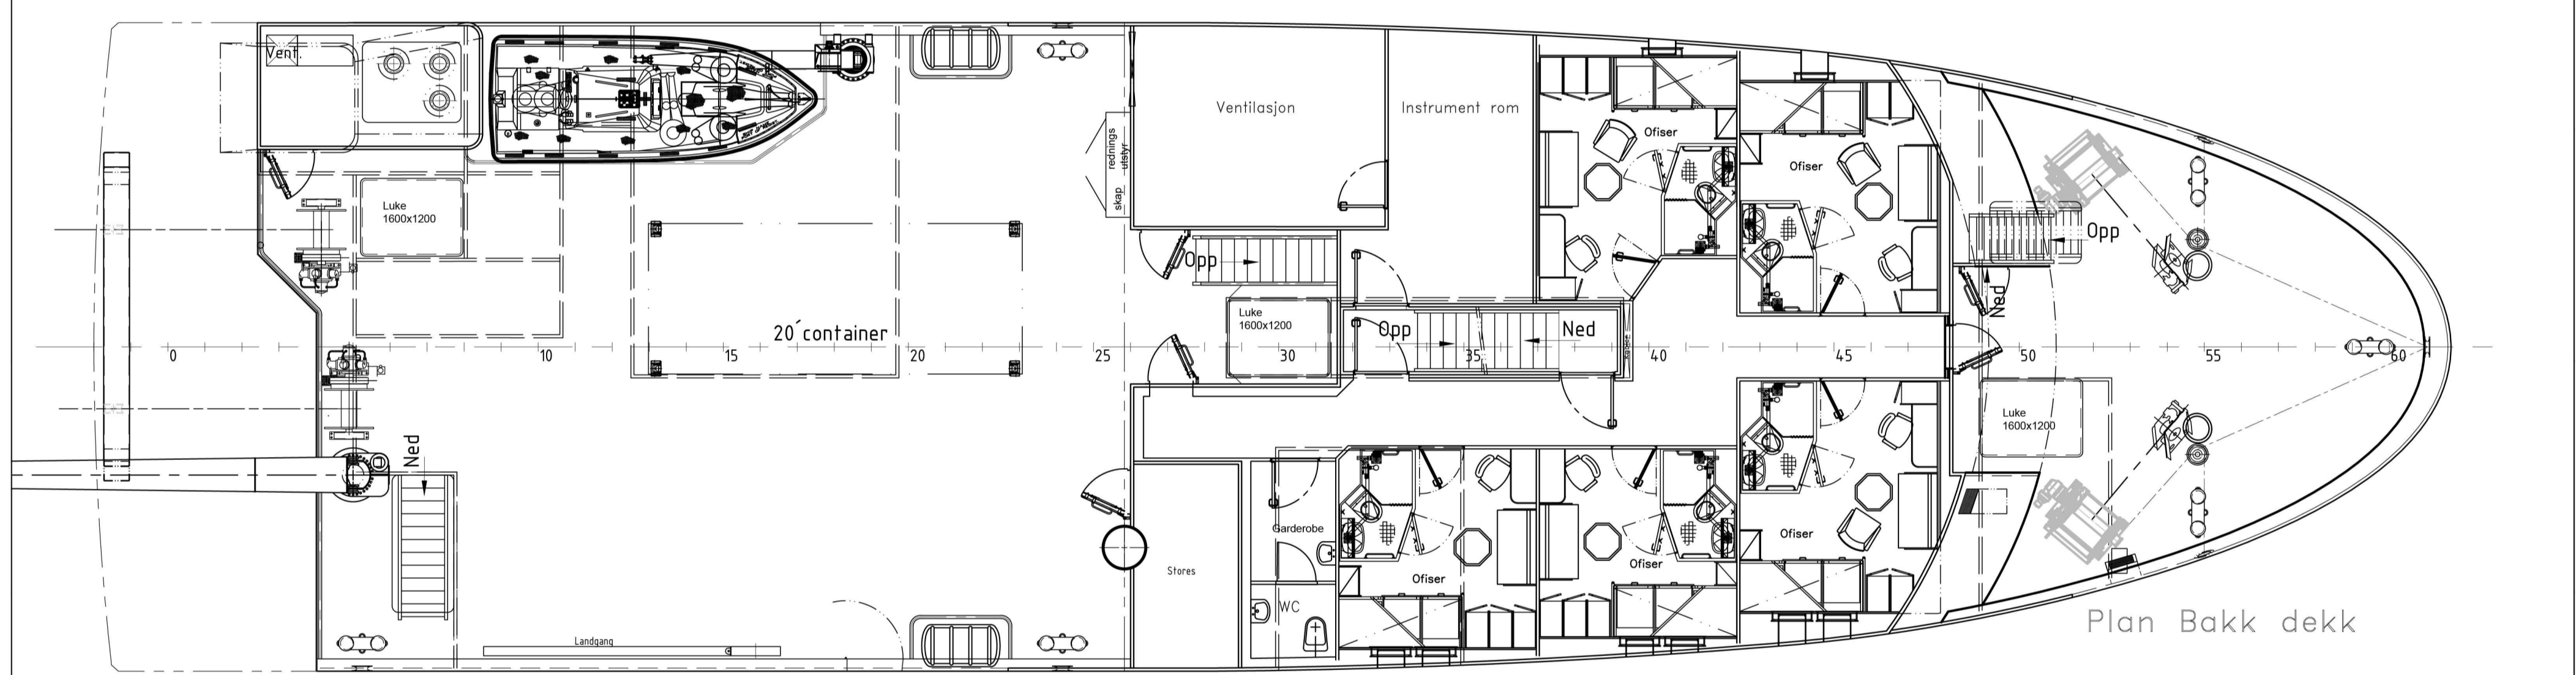 Vent.
Ventilasjon
Instrument rom
Ofiser
Ofiser
skap rednings
utstyr
Luke
1600x1200
Opp
Opp
Luke
1600x1200
Ned
20´container
Opp
Ned
0
10
15
20
25
30
35
40
45
50
55
60
Luke
1600x1200
Ned
Garderobe
Ofiser
Stores
Ofiser
Ofiser
WC
Landgang
Plan Bakk dekk